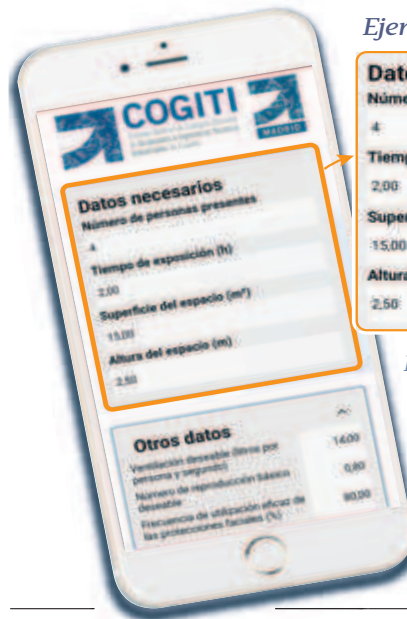 Ejer
COGITI
MADRID
Datos necesarios
Número de personas presentes
4
Tiempo de exposición (h)
2,00
Superficie del espacio (m²)
15,00
Altura del espacio (m)
2,50
Otros datos
Ventilación deseable (litros por
persona y segundo)
14,00
Número de reproducción básica
deseable
0,80
Frecuencia de utilización eficaz de
las protecciones faciales (%)
90,00
Dato
Núme
4
Tiemp
2,00
Super
15,00
Altura
2,50